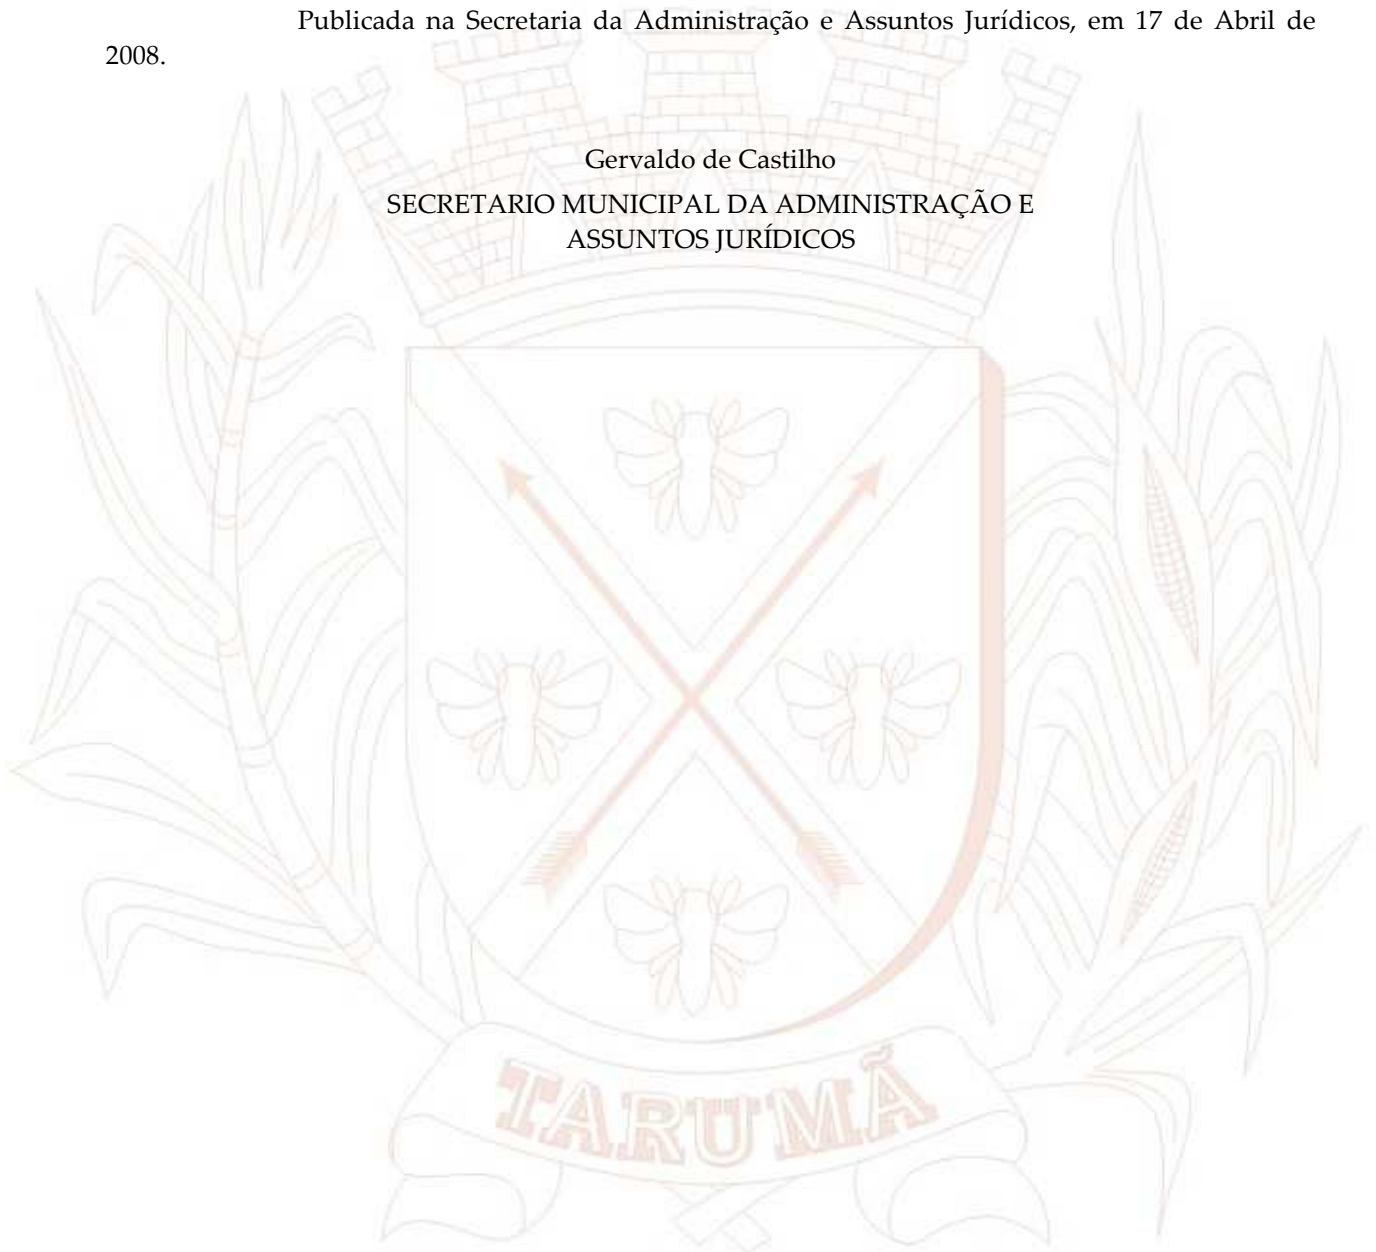 Publicada na Secretaria da Administração e Assuntos Jurídicos, em 17 de Abril de
2008.
Gervaldo de Castilho
SECRETARIO MUNICIPAL DA ADMINISTRAÇÃO E
ASSUNTOS JURÍDICOS
TARUMÃ